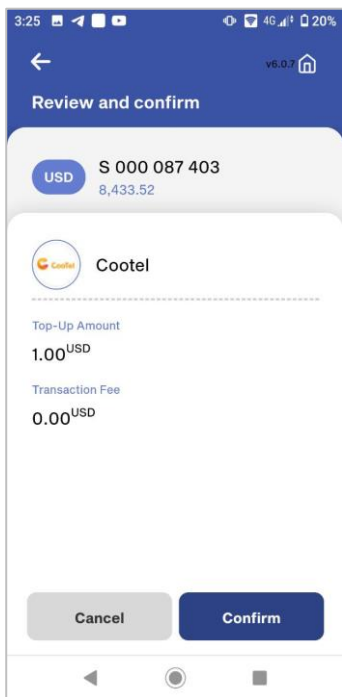 3:25
4G
20%
v6.0.7
Review and confirm
USD
S 000 087 403
8,433.52
CooTel
Cootel
Top-Up Amount
1.00USD
Transaction Fee
0.00USD
Cancel
Confirm